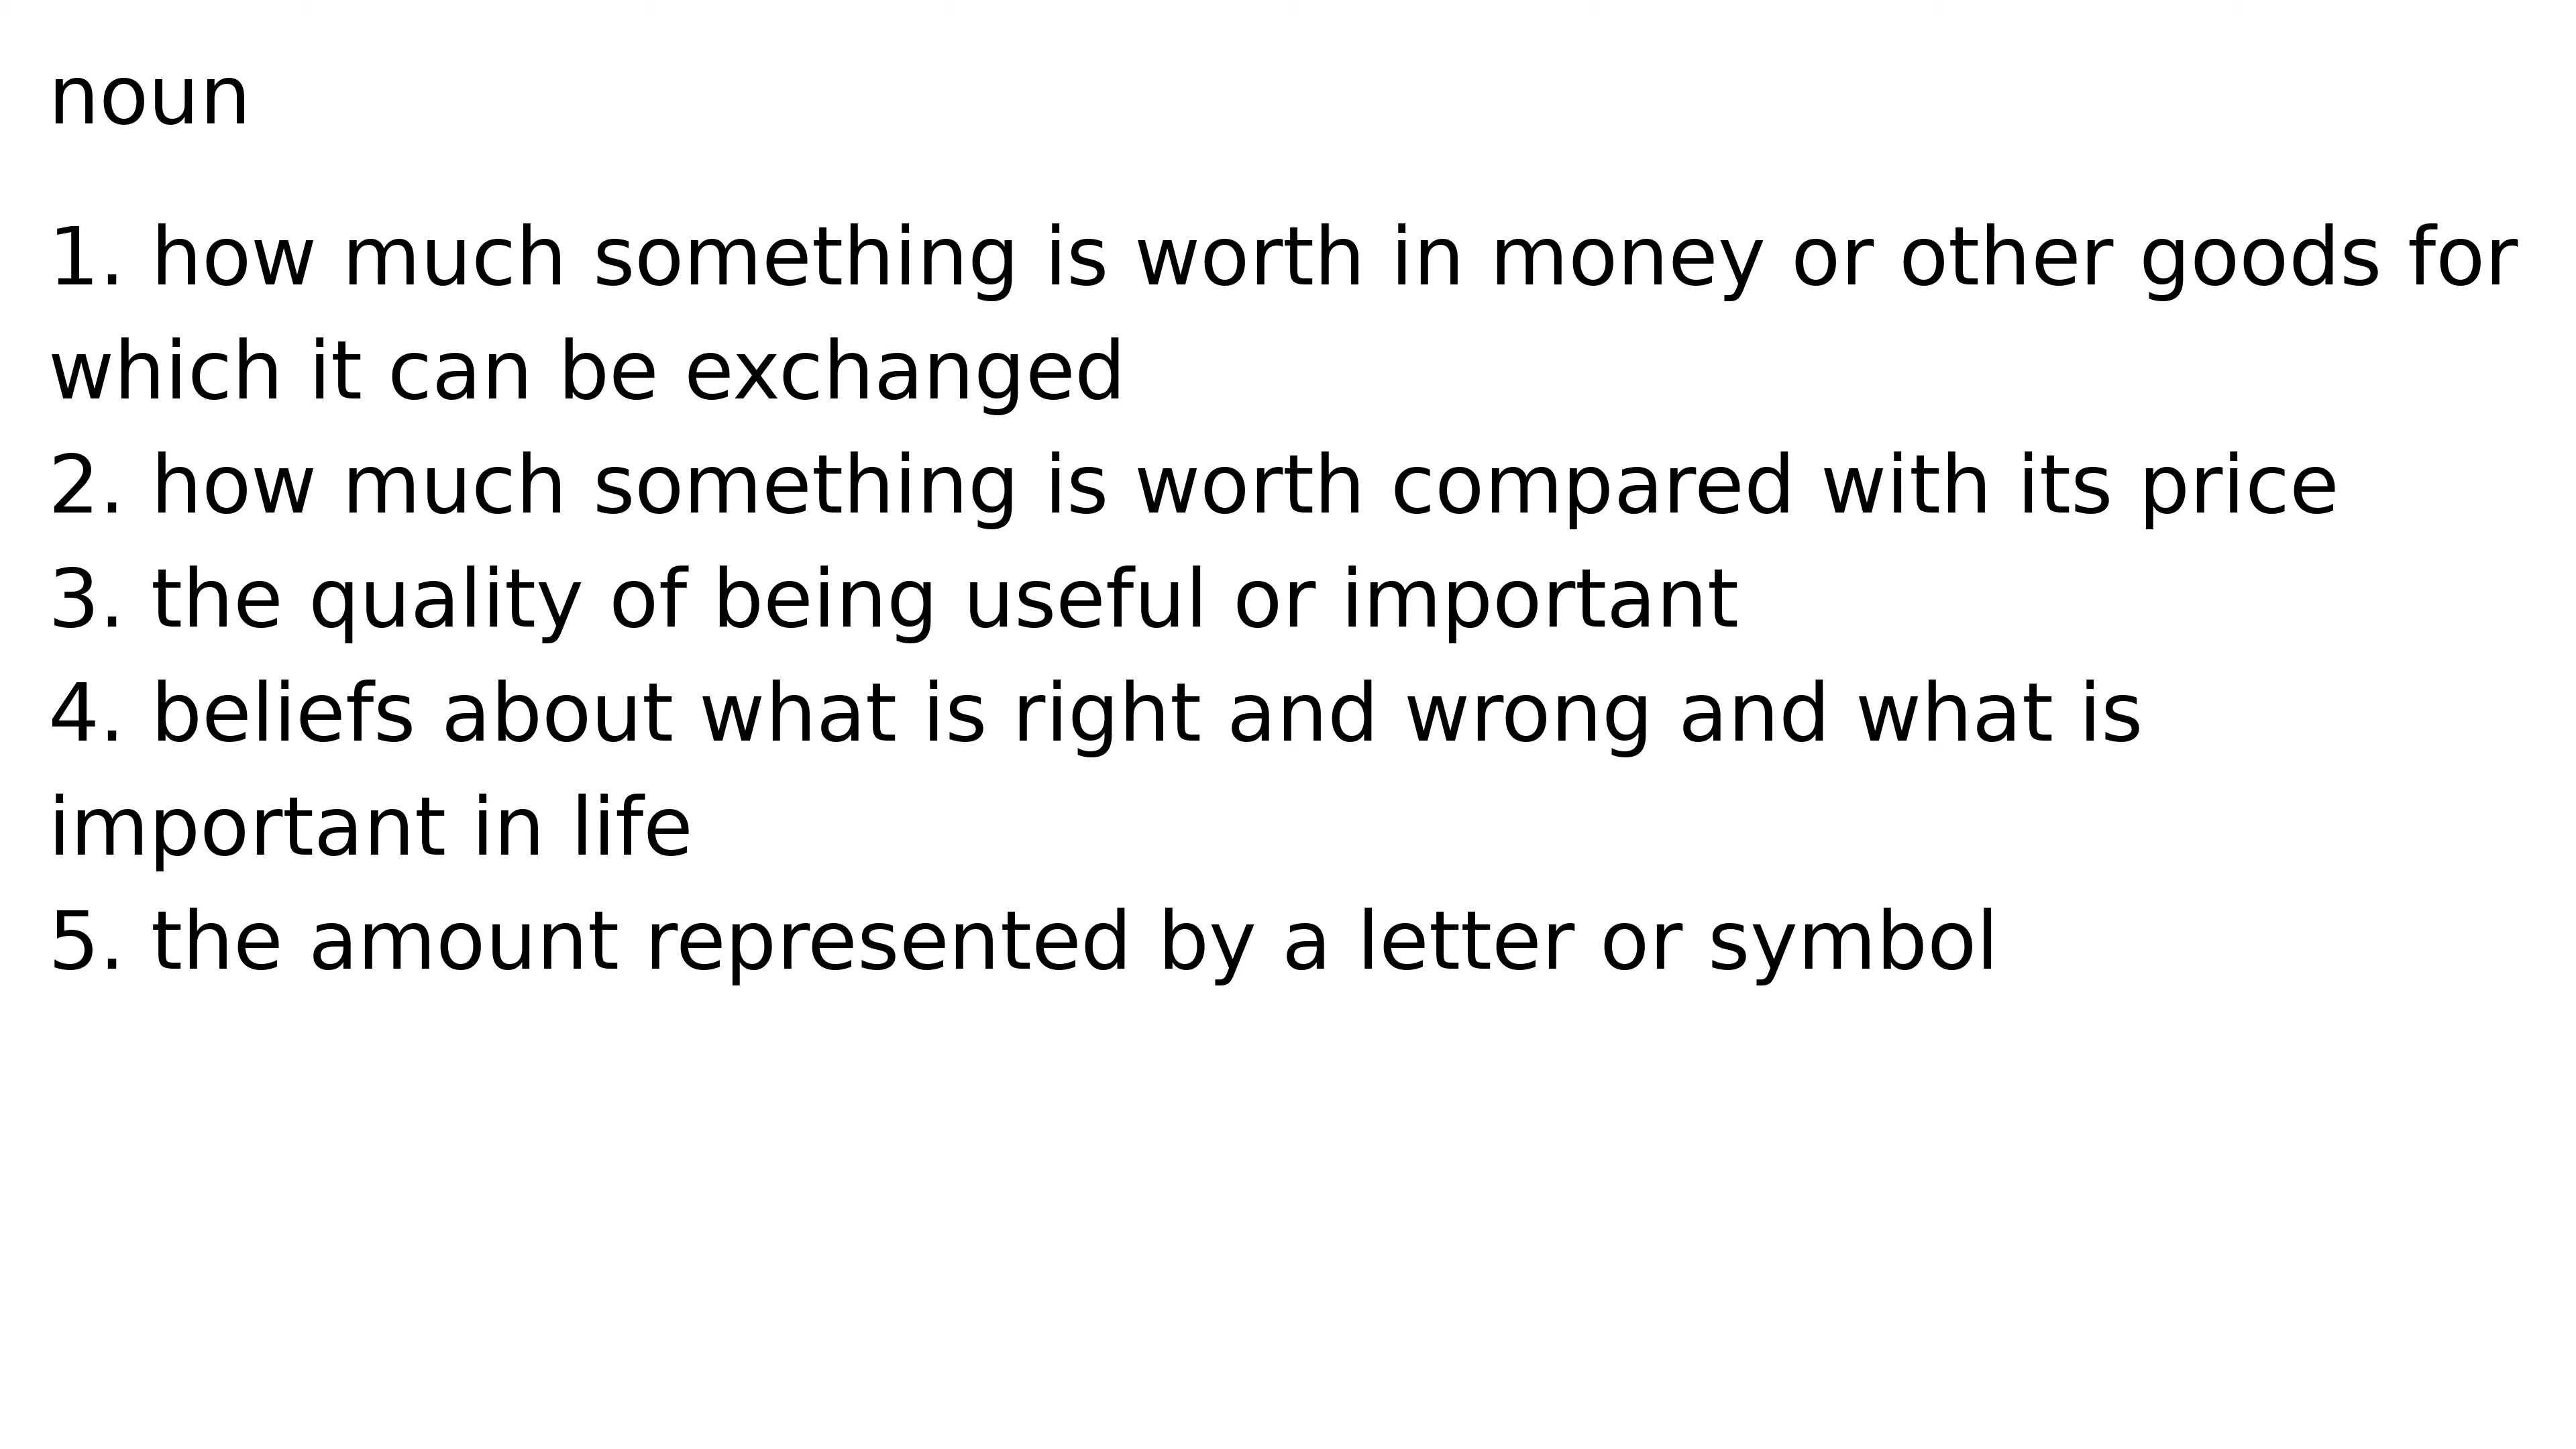 noun
1. how much something is worth in money or other goods for
which it can be exchanged
2. how much something is worth compared with its price
3. the quality of being useful or important
4. beliefs about what is right and wrong and what is
important in life
5. the amount represented by a letter or symbol